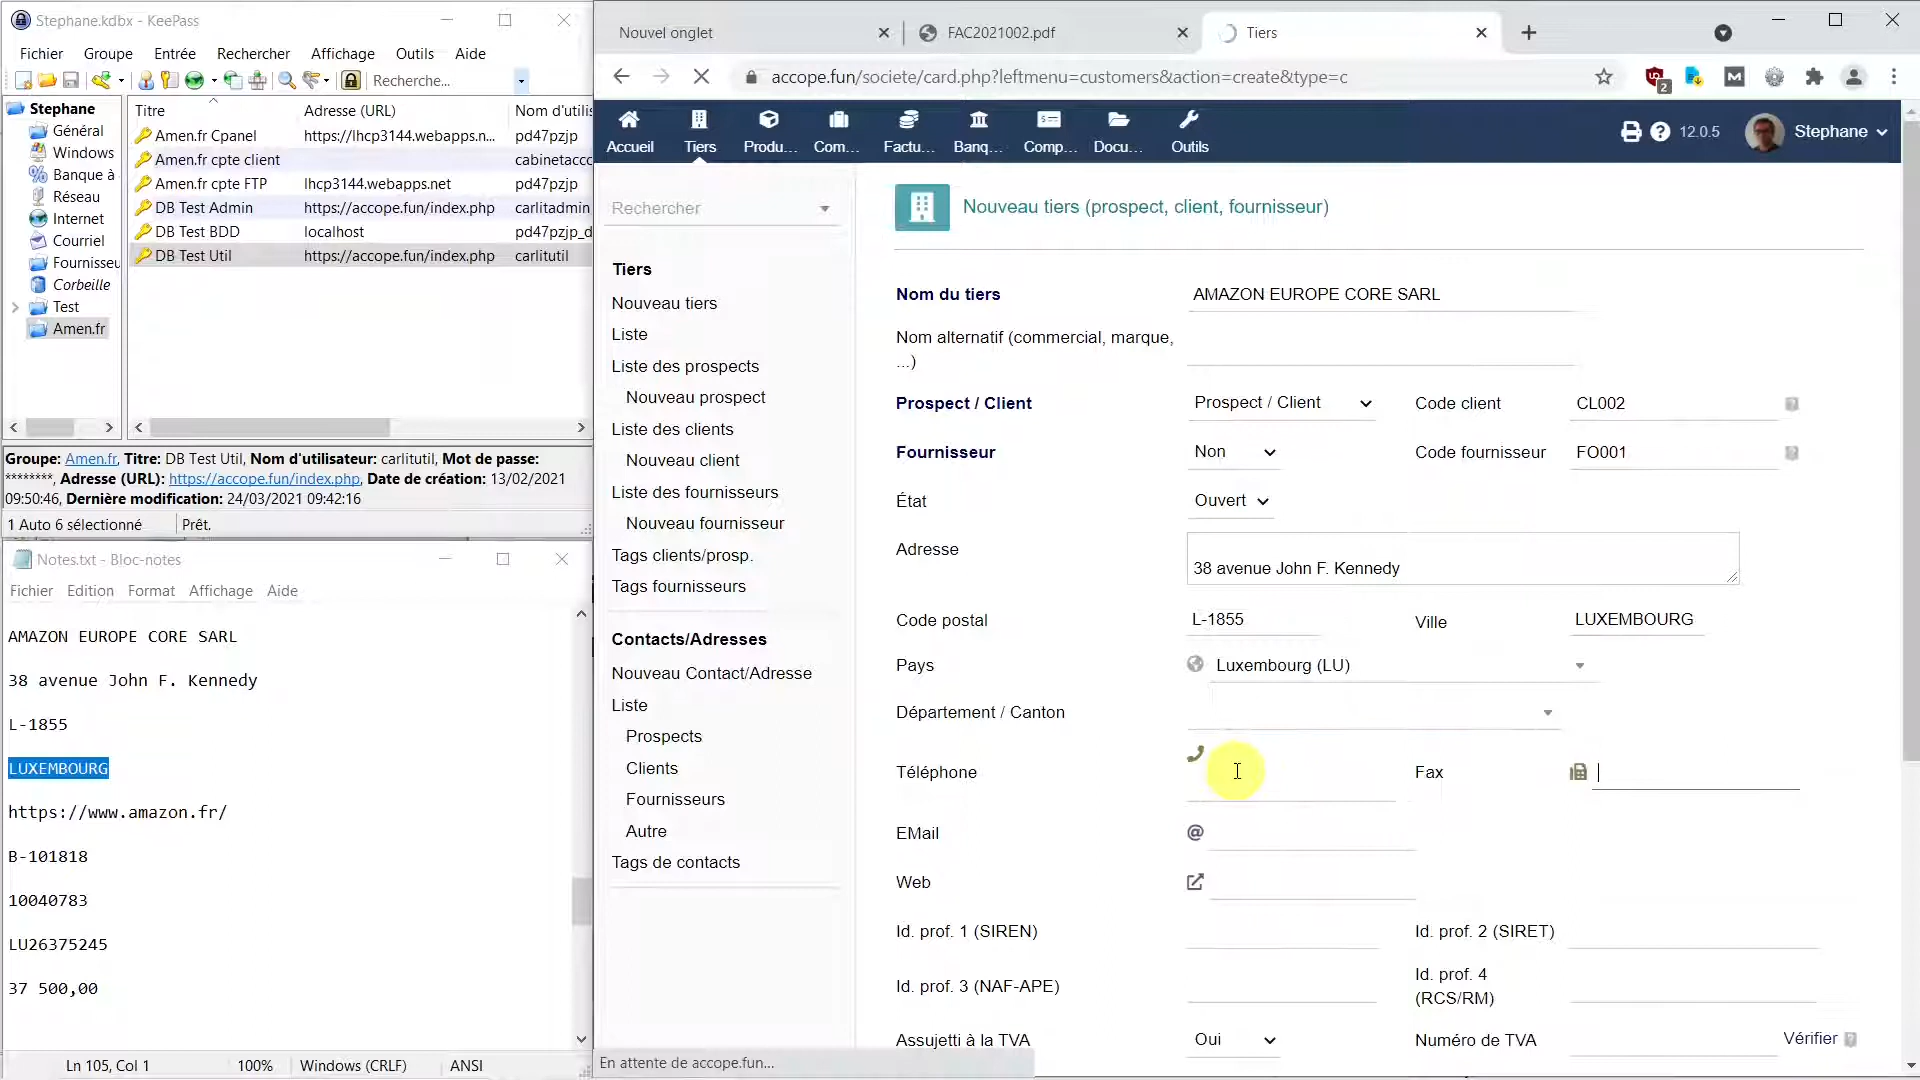 Stephane.kdbx - KeePass
Fichier Groupe Entrée Rechercher Affichage Outils Aide
Recherche...
Stephane
Général
Windows
Banque à
Réseau
Internet
Courriel
Fournisseu
Corbeille
Test
Amen.fr
Titre Adresse (URL) Nom d'utilis
Amen.fr Cpanel https://lhcp3144.webapps.n... pd47pzjp
Amen.fr cpte client cabinetacco
Amen.fr cpte FTP lhcp3144.webapps.net pd47pzjp
DB Test Admin https://accope.fun/index.php carlitadmin
DB Test BDD localhost pd47pzjp_d
DB Test Util https://accope.fun/index.php carlitutil
Groupe: Amen.fr, Titre: DB Test Util, Nom d'utilisateur: carlitutil, Mot de passe:
********, Adresse (URL): https://accope.fun/index.php, Date de création: 13/02/2021
09:50:46, Dernière modification: 24/03/2021 09:42:16
1 Auto 6 sélectionné Prêt.
Notes.txt - Bloc-notes
Fichier Edition Format Affichage Aide
AMAZON EUROPE CORE SARL
38 avenue John F. Kennedy
L-1855
LUXEMBOURG
https://www.amazon.fr/
B-101818
10040783
LU26375245
37 500,00
Ln 105, Col 1 100% Windows (CRLF) ANSI
Nouvel onglet FAC2021002.pdf Tiers
accope.fun/societe/card.php?leftmenu=customers&action=create&type=c
2
Accueil Tiers Produ... Com... Factu... Banq... Comp... Docu... Outils
12.0.5 Stephane
Rechercher
Tiers
Nouveau tiers
Liste
Liste des prospects
Nouveau prospect
Liste des clients
Nouveau client
Liste des fournisseurs
Nouveau fournisseur
Tags clients/prosp.
Tags fournisseurs
Contacts/Adresses
Nouveau Contact/Adresse
Liste
Prospects
Clients
Fournisseurs
Autre
Tags de contacts
En attente de accope.fun...
Nouveau tiers (prospect, client, fournisseur)
Nom du tiers AMAZON EUROPE CORE SARL
Nom alternatif (commercial, marque,
...)
Prospect / Client Prospect / Client Code client CL002
Fournisseur Non Code fournisseur FO001
État Ouvert
Adresse 38 avenue John F. Kennedy
Code postal L-1855 Ville LUXEMBOURG
Pays Luxembourg (LU)
Département / Canton
Téléphone Fax
EMail @
Web
Id. prof. 1 (SIREN) Id. prof. 2 (SIRET)
Id. prof. 3 (NAF-APE) Id. prof. 4
(RCS/RM)
Assujetti à la TVA Oui Numéro de TVA Vérifier